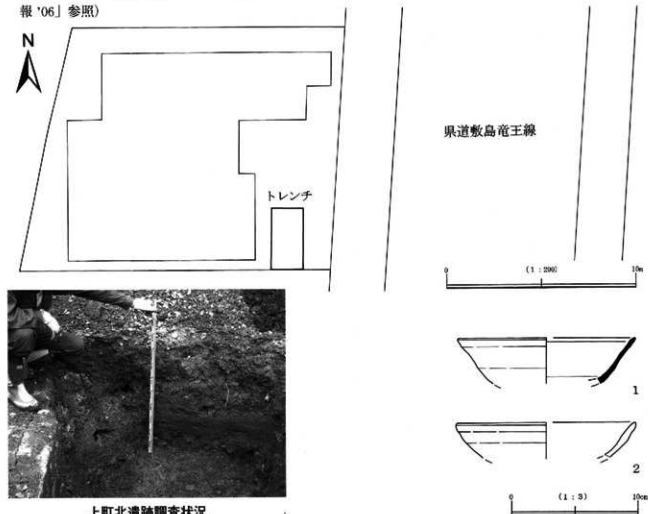 報 '06」参照)
N
県道敷島竜王線
トレンチ
0 (1:200) 10m
1
2
上町北遺跡調査状況
0 (1:3) 10cm